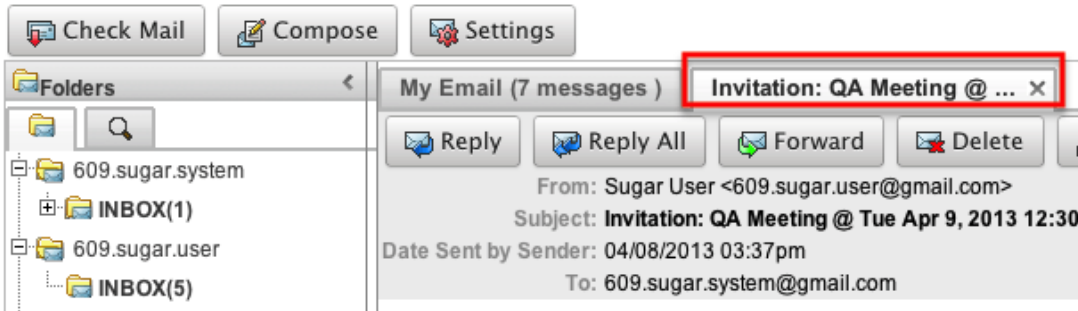 Check Mail Compose Settings
Folders
My Email (7 messages ) Invitation: QA Meeting @ ...
Reply Reply All Forward Delete
609.sugar.system
INBOX(1)
609.sugar.user
INBOX(5)
From: Sugar User <609.sugar.user@gmail.com>
Subject: Invitation: QA Meeting @ Tue Apr 9, 2013 12:30
Date Sent by Sender: 04/08/2013 03:37pm
To: 609.sugar.system@gmail.com